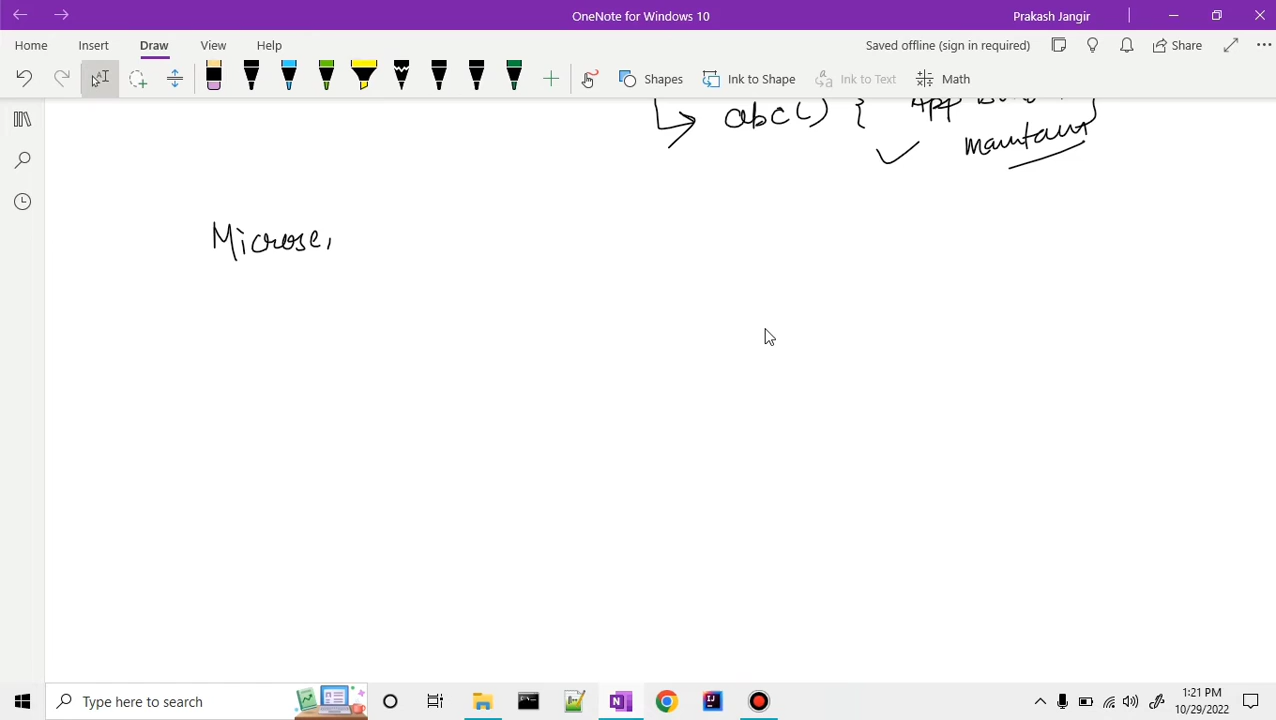 OneNote for Windows 10
Prakash Jangir
Home Insert Draw View Help
Saved offline (sign in required)
Share
Shapes
Ink to Shape
Ink to Text
Math
abc() { App }
maintain
Microse
Type here to search
1:21 PM
10/29/2022